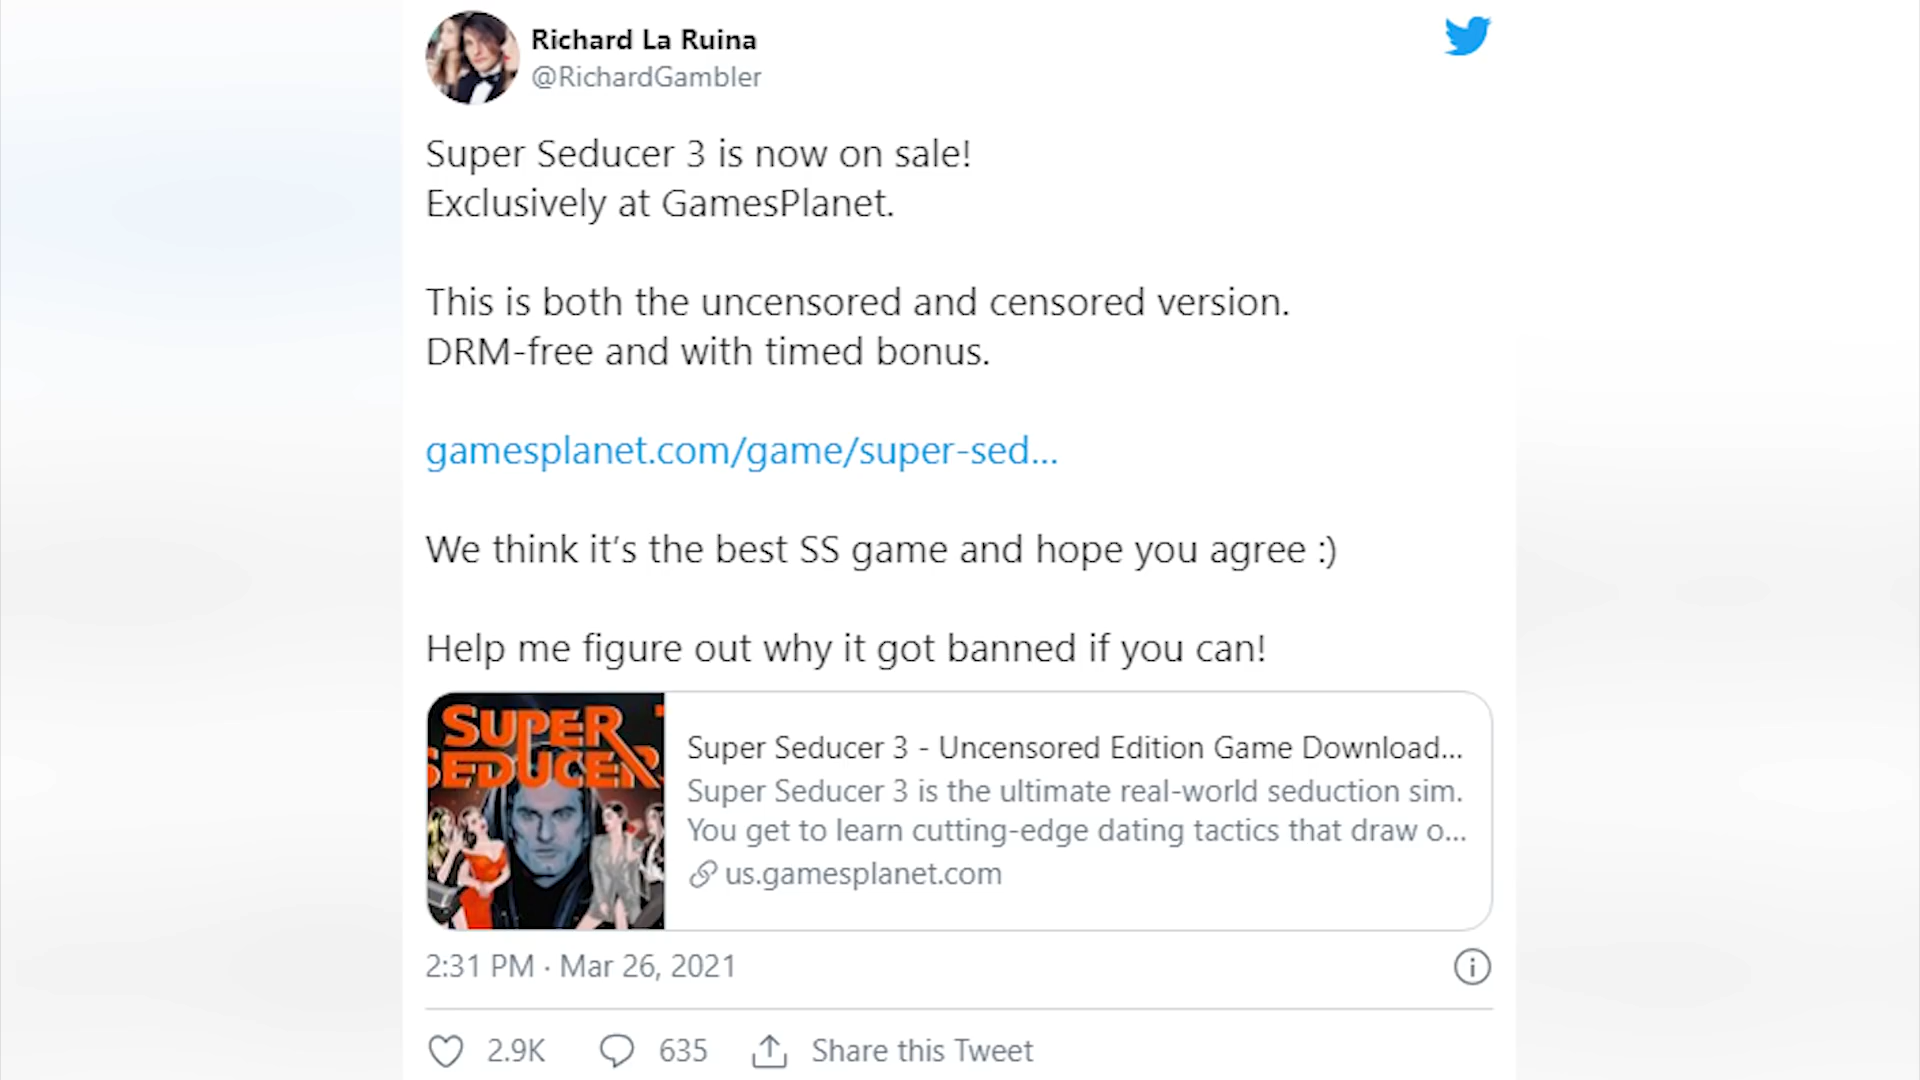 Richard La Ruina
@RichardGambler
Super Seducer 3 is now on sale!
Exclusively at GamesPlanet.
This is both the uncensored and censored version.
DRM-free and with timed bonus.
gamesplanet.com/game/super-sed...
We think it's the best SS game and hope you agree :)
Help me figure out why it got banned if you can!
SUPER
SEDUCER
Super Seducer 3 - Uncensored Edition Game Download...
Super Seducer 3 is the ultimate real-world seduction sim.
You get to learn cutting-edge dating tactics that draw o...
us.gamesplanet.com
2:31 PM · Mar 26, 2021
2.9K 635 Share this Tweet